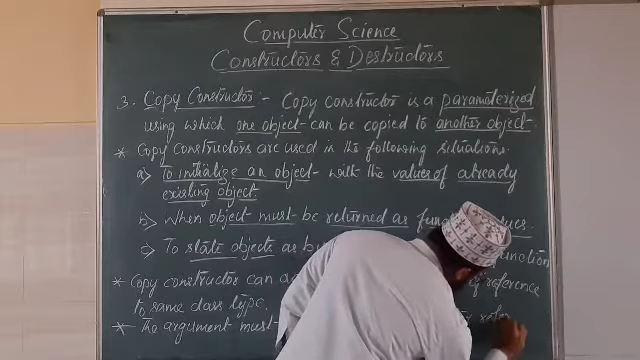 Computer Science
Constructors & Destructors
3. Copy Constructor - Copy constructor is a parameterized
using which one object can be copied to another object.
* Copy Constructors are used in the following situations.
a) To initialize an object with the values of already
existing object
b) When object must be returned as
c) To state objects as function
* Copy constructor can of reference
to same class type.
* The argument must